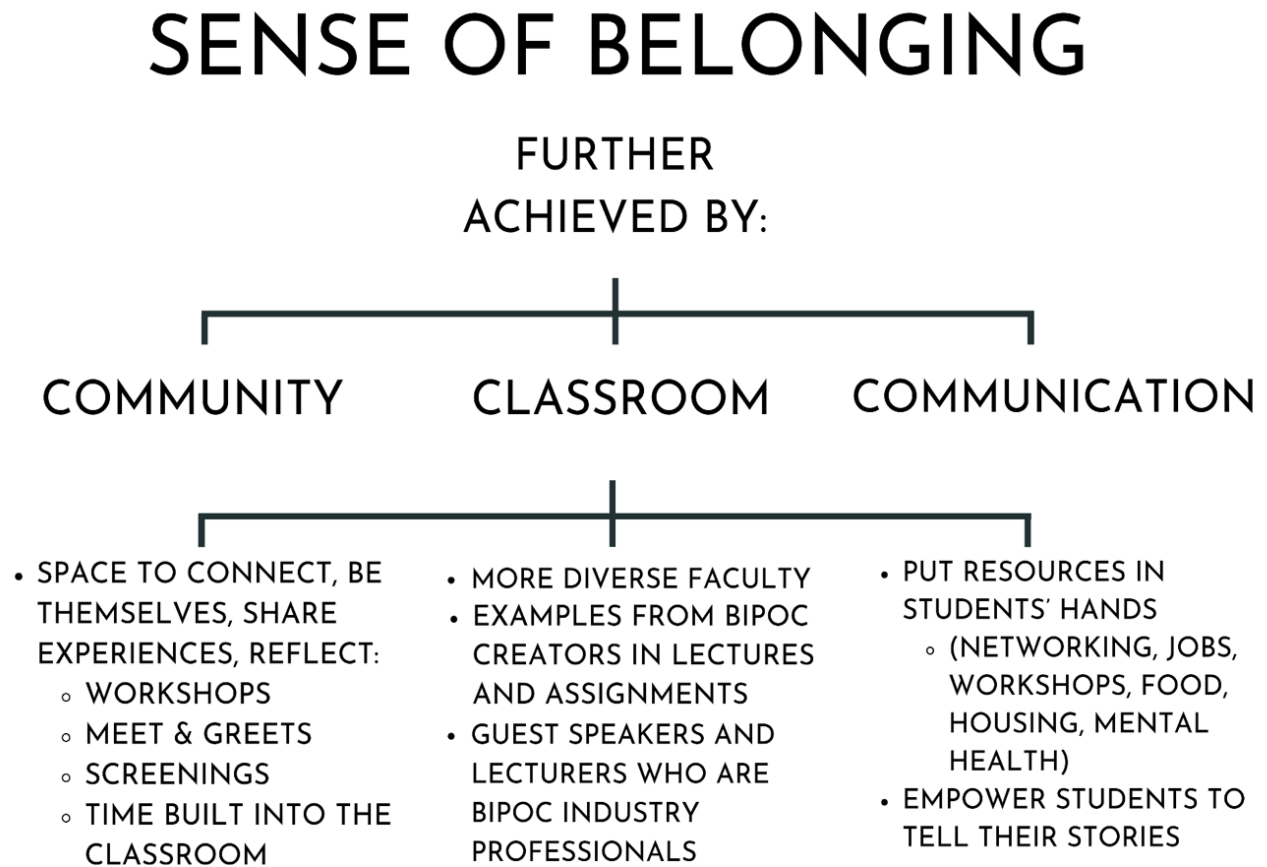 SENSE OF BELONGING
FURTHER
ACHIEVED BY:
COMMUNITY
CLASSROOM
COMMUNICATION
• SPACE TO CONNECT, BE
THEMSELVES, SHARE
EXPERIENCES, REFLECT:
◦ WORKSHOPS
◦ MEET & GREETS
◦ SCREENINGS
◦ TIME BUILT INTO THE
CLASSROOM
• MORE DIVERSE FACULTY
• EXAMPLES FROM BIPOC
CREATORS IN LECTURES
AND ASSIGNMENTS
• GUEST SPEAKERS AND
LECTURERS WHO ARE
BIPOC INDUSTRY
PROFESSIONALS
• PUT RESOURCES IN
STUDENTS’ HANDS
◦ (NETWORKING, JOBS,
WORKSHOPS, FOOD,
HOUSING, MENTAL
HEALTH)
• EMPOWER STUDENTS TO
TELL THEIR STORIES